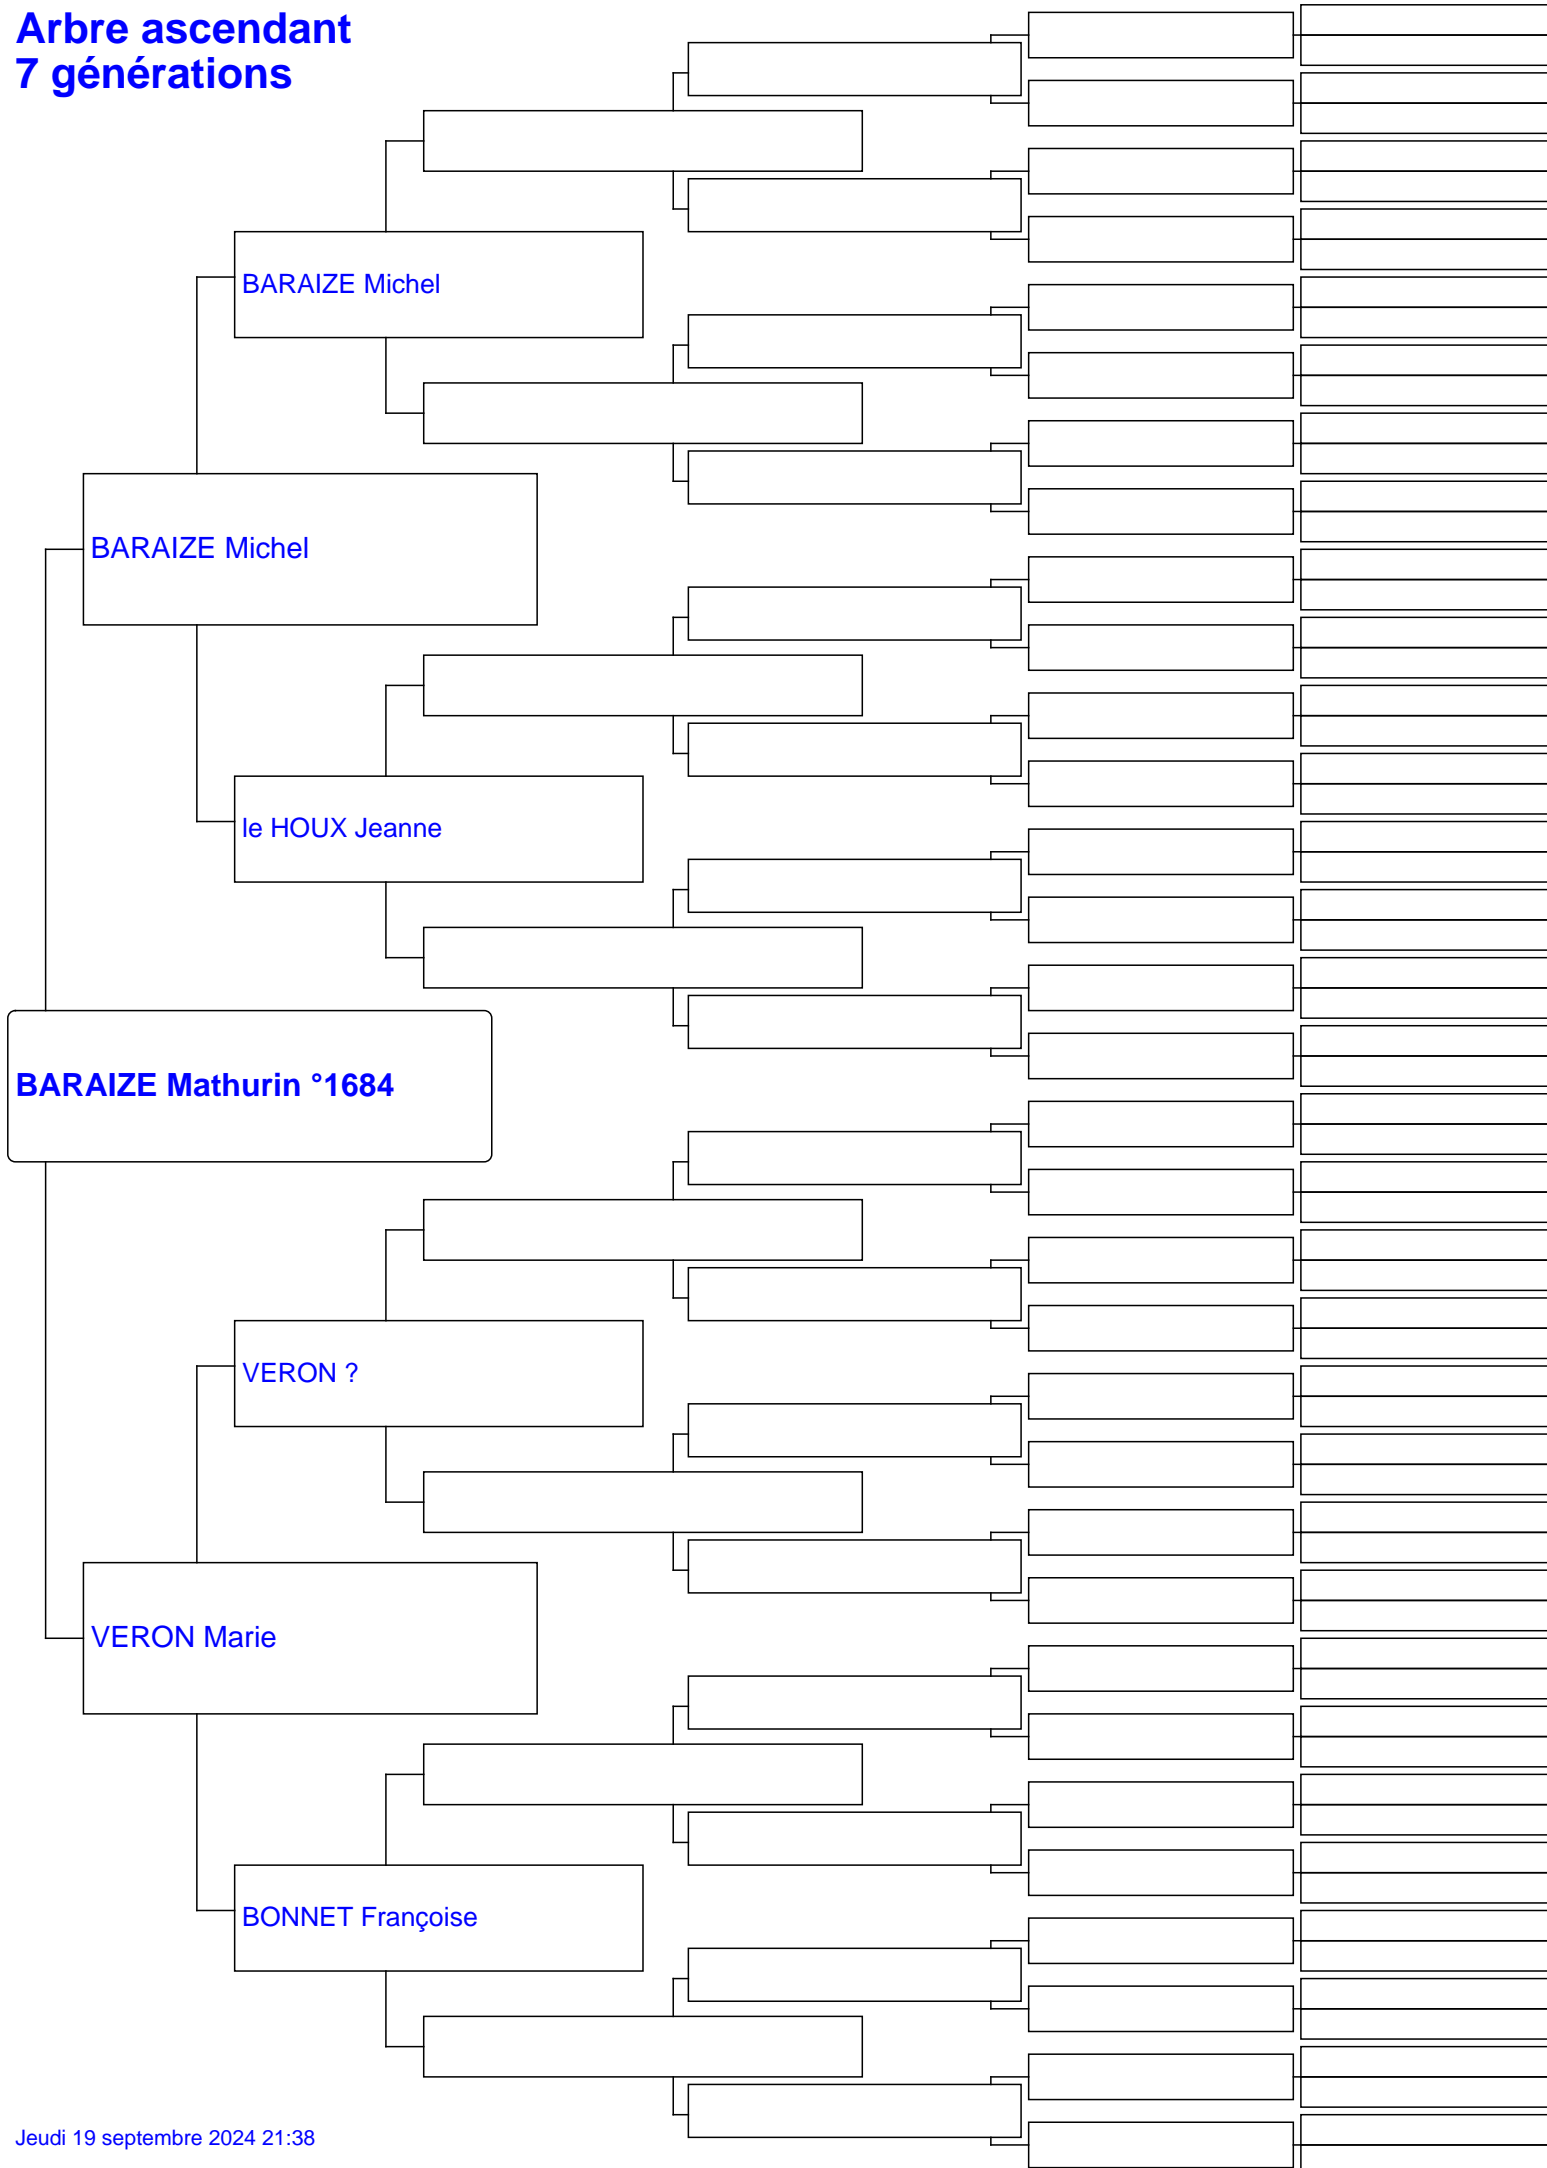 Arbre ascendant
7 générations
BARAIZE Michel
BARAIZE Michel
le HOUX Jeanne
BARAIZE Mathurin °1684
VERON ?
VERON Marie
BONNET Françoise
Jeudi 19 septembre 2024 21:38